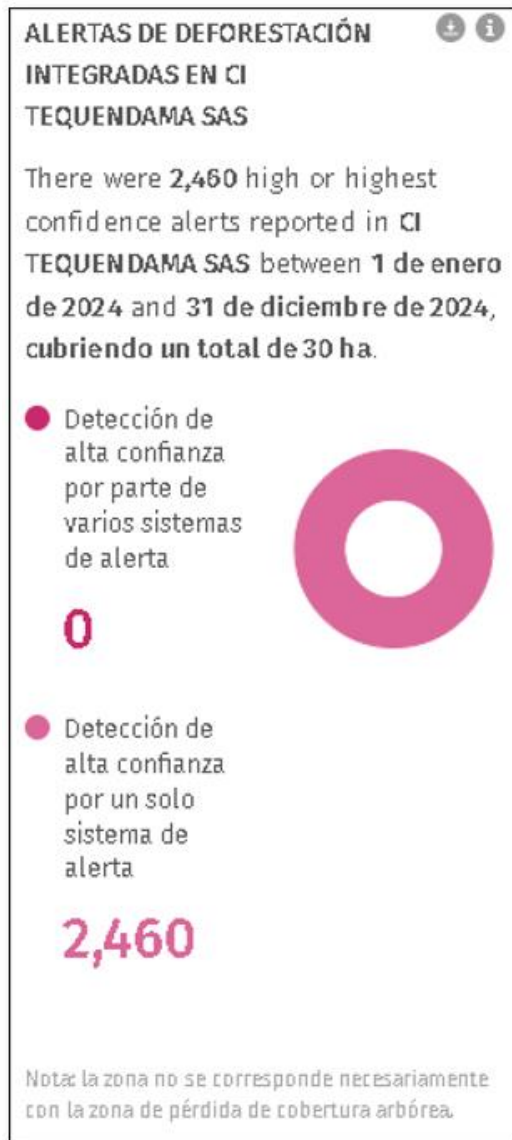 ALERTAS DE DEFORESTACIÓN
INTEGRADAS EN CI
TEQUENDAMA SAS
There were 2,460 high or highest
confidence alerts reported in CI
TEQUENDAMA SAS between 1 de enero
de 2024 and 31 de diciembre de 2024,
cubriendo un total de 30 ha.
Detección de
alta confianza
por parte de
varios sistemas
de alerta
0
Detección de
alta confianza
por un solo
sistema de
alerta
2,460
Nota: la zona no se corresponde necesariamente
con la zona de pérdida de cobertura arbórea.